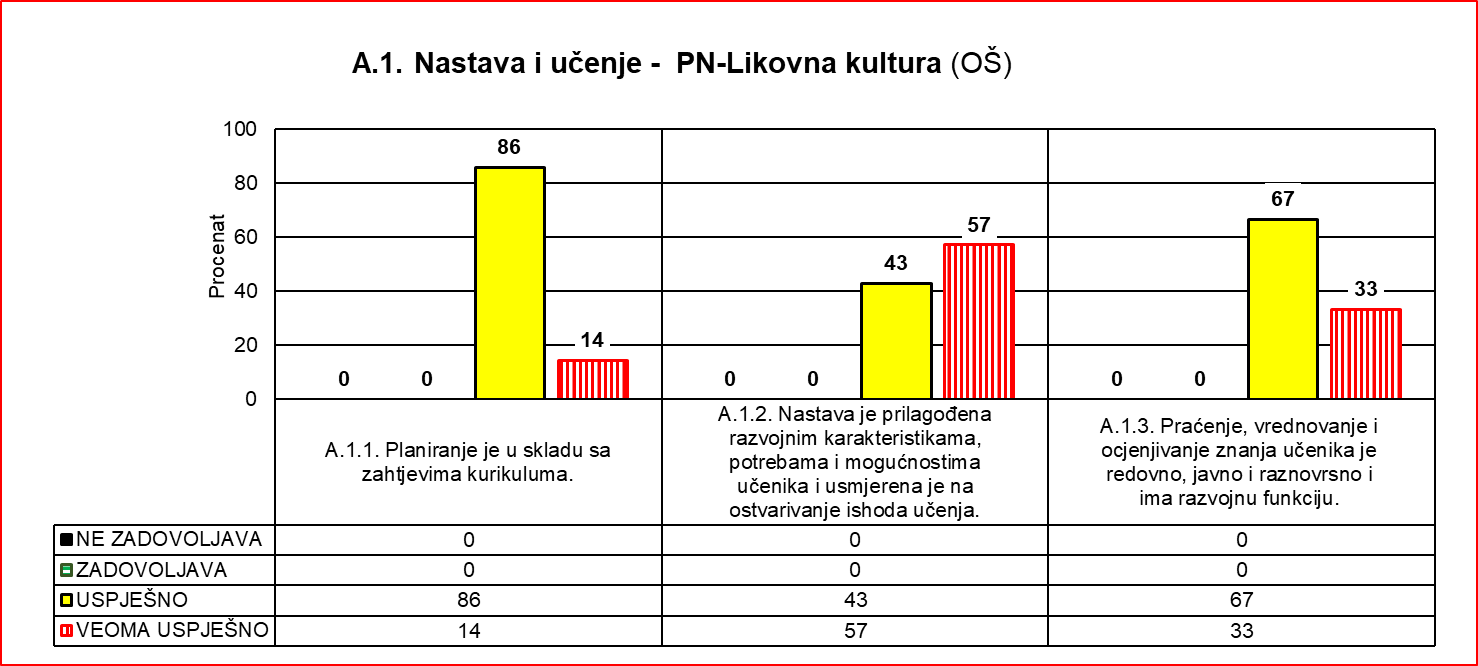 A.1. Nastava i učenje - PN-Likovna kultura (OŠ)
Procenat
100
80
60
40
20
0
0
0
86
14
0
0
43
57
0
0
67
33
A.1.1. Planiranje je u skladu sa
zahtjevima kurikuluma.
A.1.2. Nastava je prilagođena
razvojnim karakteristikama,
potrebama i mogućnostima
učenika i usmjerena je na
ostvarivanje ishoda učenja.
A.1.3. Praćenje, vrednovanje i
ocjenjivanje znanja učenika je
redovno, javno i raznovrsno i
ima razvojnu funkciju.
NE ZADOVOLJAVA 0 0 0
ZADOVOLJAVA 0 0 0
USPJEŠNO 86 43 67
VEOMA USPJEŠNO 14 57 33